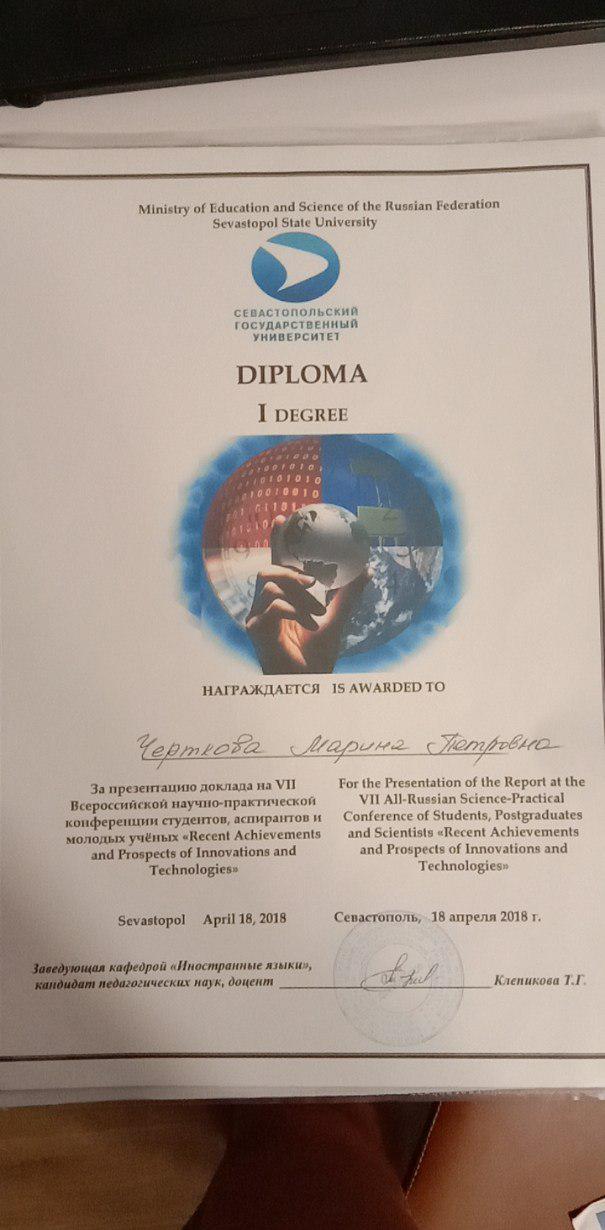 Ministry of Education and Science of the Russian Federation
Sevastopol State University
СЕВАСТОПОЛЬСКИЙ
ГОСУДАРСТВЕННЫЙ
УНИВЕРСИТЕТ
DIPLOMA
I DEGREE
НАГРАЖДАЕТСЯ IS AWARDED TO
Черткова Марина Петровна
За презентацию доклада на VII
Всероссийской научно-практической
конференции студентов, аспирантов и
молодых учёных «Recent Achievements
and Prospects of Innovations and
Technologies»
For the Presentation of the Report at the
VII All-Russian Science-Practical
Conference of Students, Postgraduates
and Scientists «Recent Achievements
and Prospects of Innovations and
Technologies»
Sevastopol April 18, 2018
Севастополь, 18 апреля 2018 г.
Заведующая кафедрой «Иностранные языки»,
кандидат педагогических наук, доцент Клепикова Т.Г.